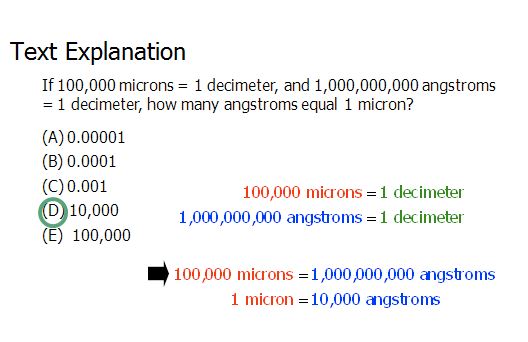 Text Explanation
If 100,000 microns = 1 decimeter, and 1,000,000,000 angstroms
= 1 decimeter, how many angstroms equal 1 micron?
(A) 0.00001
(B) 0.0001
(C) 0.001
(D) 10,000
(E) 100,000
100,000 microns = 1 decimeter
1,000,000,000 angstroms = 1 decimeter
100,000 microns = 1,000,000,000 angstroms
1 micron = 10,000 angstroms